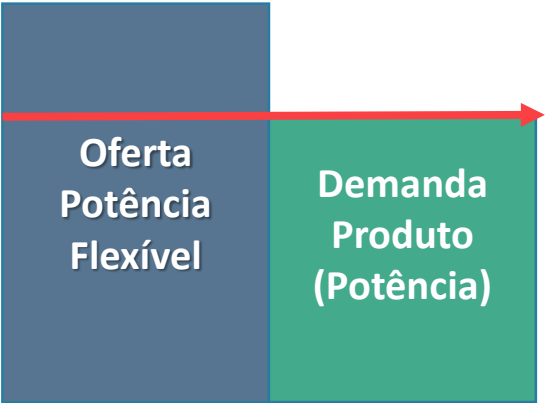 Oferta
Potência
Flexível
Demanda
Produto
(Potência)